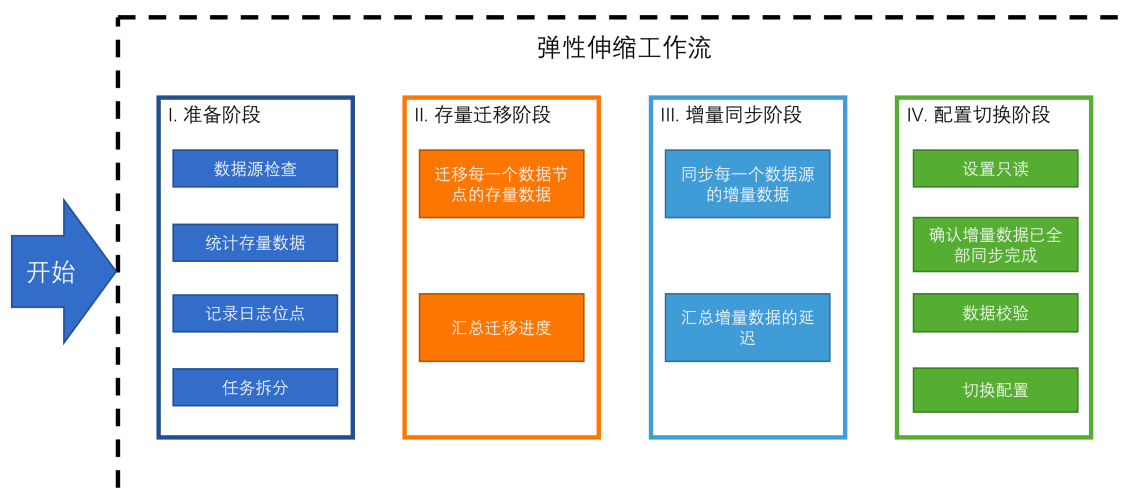 弹性伸缩工作流
开始
I. 准备阶段
数据源检查
统计存量数据
记录日志位点
任务拆分
II. 存量迁移阶段
迁移每一个数据节
点的存量数据
汇总迁移进度
III. 增量同步阶段
同步每一个数据源
的增量数据
汇总增量数据的延
迟
IV. 配置切换阶段
设置只读
确认增量数据已全
部同步完成
数据校验
切换配置